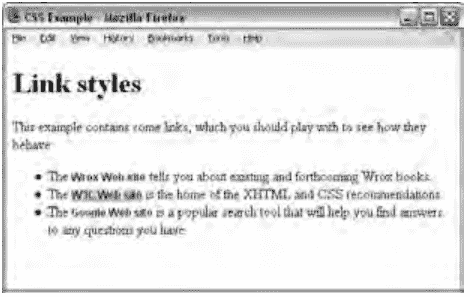 CSS Example - Mozilla Firefox
File Edit View History Bookmarks Tools Help
Link styles
This example contains some links, which you should play with to see how they
behave
The Wrox Web site tells you about existing and forthcoming Wrox books.
The W3C Web site is the home of the XHTML and CSS recommendations.
The Google Web site is a popular search tool that will help you find answers
to any questions you have